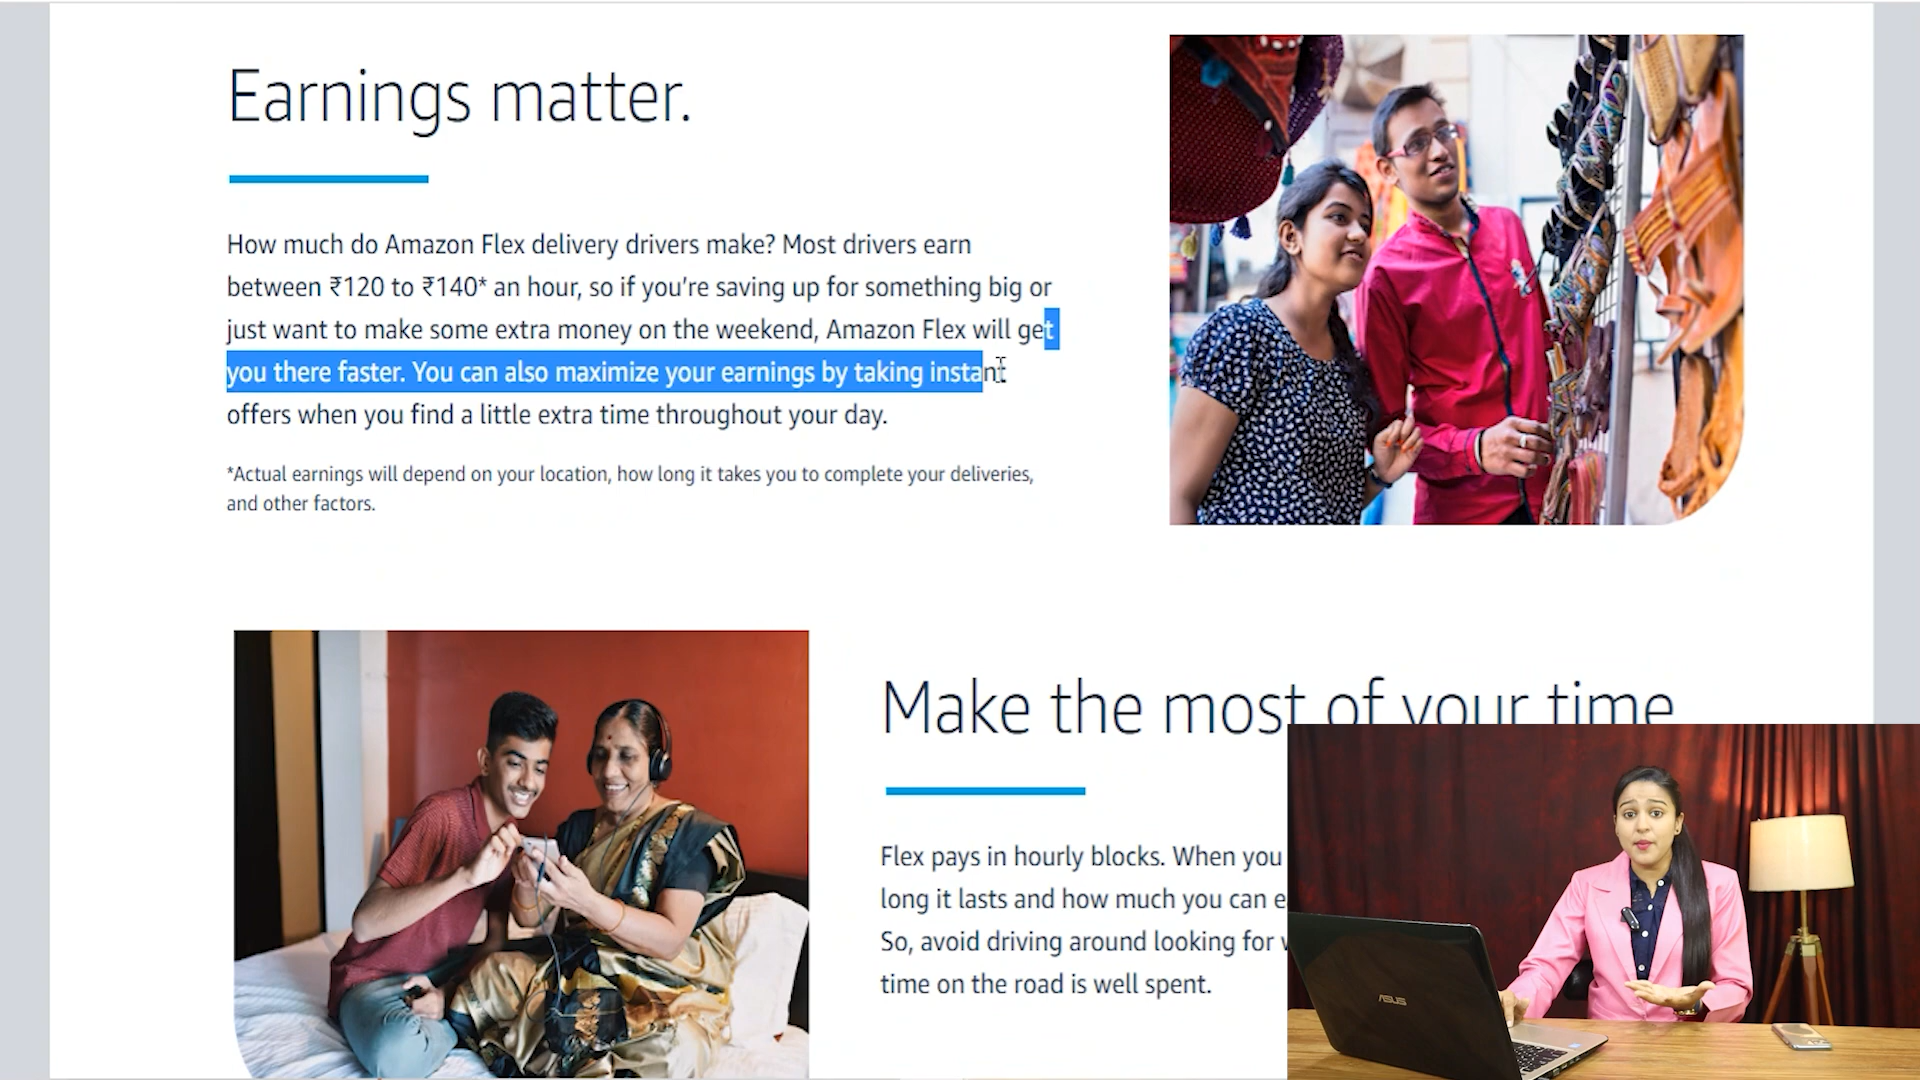 Earnings matter.
How much do Amazon Flex delivery drivers make? Most drivers earn
between ₹120 to ₹140* an hour, so if you’re saving up for something big or
just want to make some extra money on the weekend, Amazon Flex will get
you there faster. You can also maximize your earnings by taking instant
offers when you find a little extra time throughout your day.
*Actual earnings will depend on your location, how long it takes you to complete your deliveries,
and other factors.
Make the most of your time
Flex pays in hourly blocks. When you
long it lasts and how much you can
So, avoid driving around looking for
time on the road is well spent.
ASUS